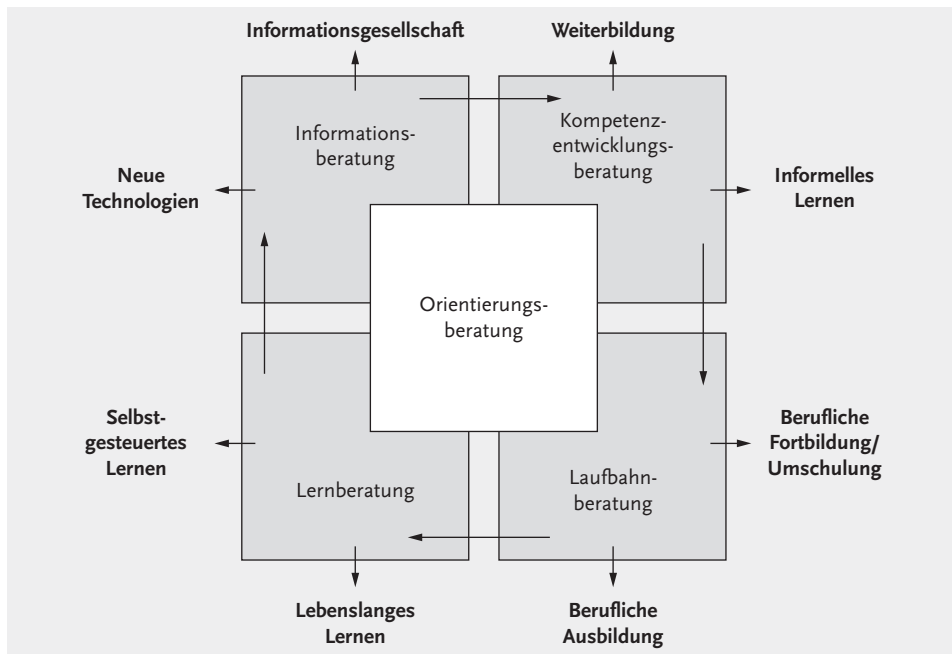 Informationsgesellschaft
Weiterbildung
Informations-
beratung
Kompetenz-
entwicklungs-
beratung
Neue
Technologien
Informelles
Lernen
Orientierungs-
beratung
Selbst-
gesteuertes
Lernen
Berufliche
Fortbildung/
Umschulung
Lernberatung
Laufbahn-
beratung
Lebenslanges
Lernen
Berufliche
Ausbildung